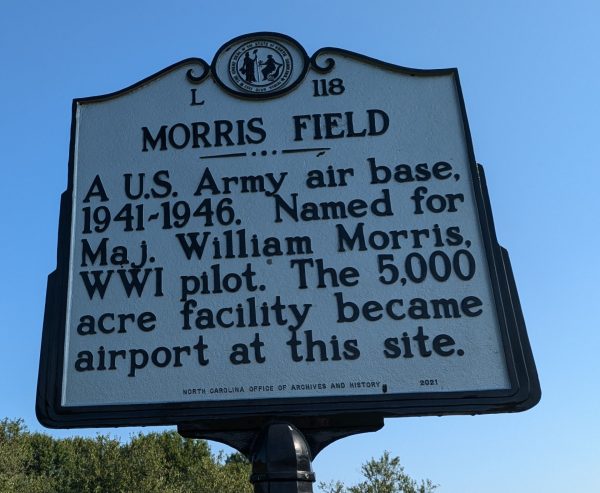 L 118
MORRIS FIELD
A U.S. Army air base,
1941-1946. Named for
Maj. William Morris,
WWI pilot. The 5,000
acre facility became
airport at this site.
NORTH CAROLINA OFFICE OF ARCHIVES AND HISTORY 2021